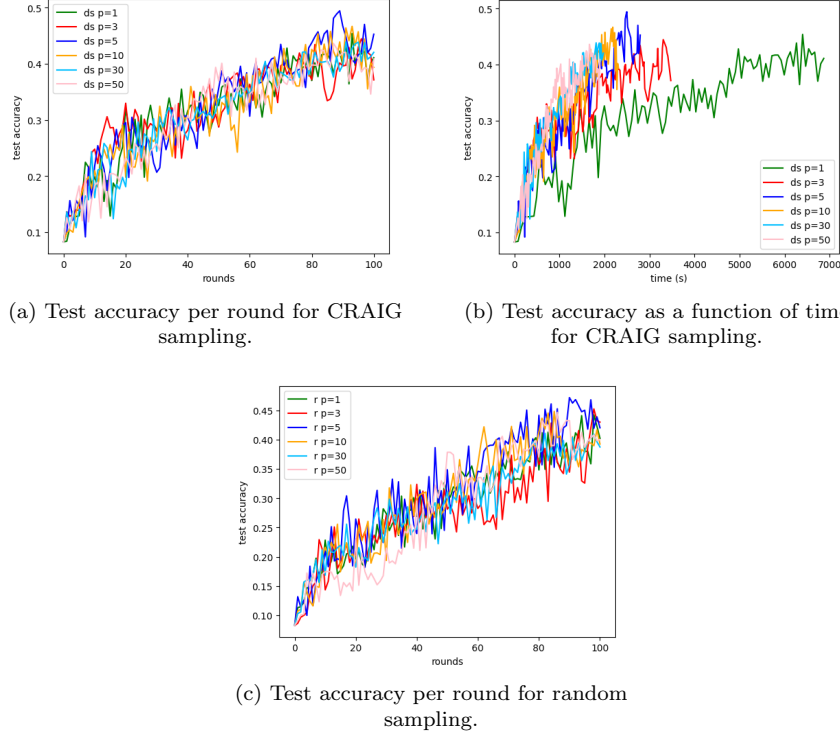 ds p=1
ds p=3
ds p=5
ds p=10
ds p=30
ds p=50
test accuracy
0.4
0.3
0.2
0.1
0 20 40 60 80 100
rounds
0.5
0.4
0.3
0.2
0.1
test accuracy
ds p=1
ds p=3
ds p=5
ds p=10
ds p=30
ds p=50
0 1000 2000 3000 4000 5000 6000 7000
time (s)
(a) Test accuracy per round for CRAIG
sampling.
(b) Test accuracy as a function of time
for CRAIG sampling.
r p=1
r p=3
r p=5
r p=10
r p=30
r p=50
test accuracy
0.45
0.40
0.35
0.30
0.25
0.20
0.15
0.10
0 20 40 60 80 100
rounds
(c) Test accuracy per round for random
sampling.